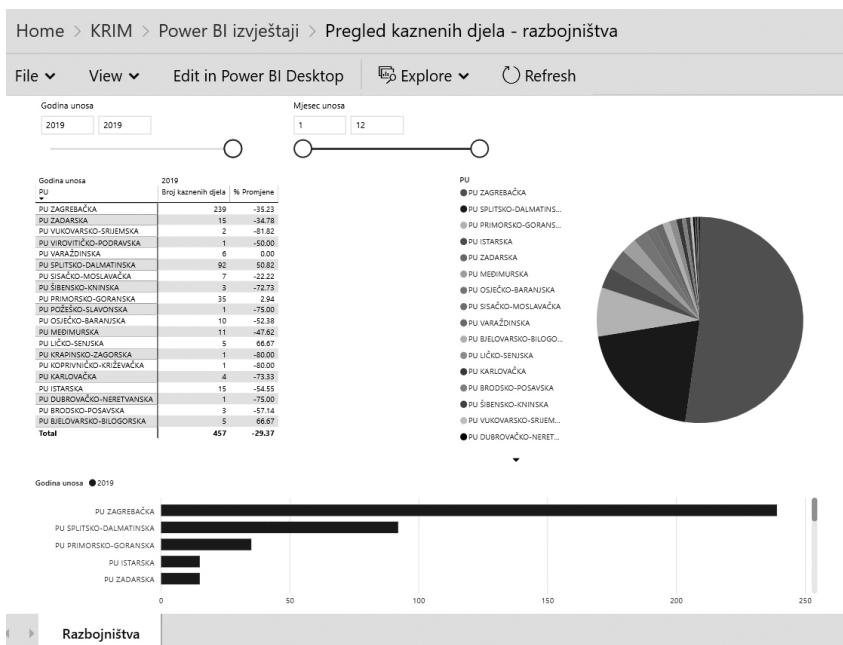 Home > KRIM > Power BI izvještaji > Pregled kaznenih djela - razbojništva
File View Edit in Power BI Desktop Explore Refresh
Godina unosa
2019 2019
Mjesec unosa
1 12
Godina unosa 2019
PU Broj kaznenih djela % Promjene
PU ZAGREBAČKA 239 -35.23
PU ZADARSKA 15 -34.78
PU VUKOVARSKO-SRIJEMSKA 2 -81.82
PU VIROVITIČKO-PODRAVSKA 1 -50.00
PU VARAŽDINSKA 6 0.00
PU SPLITSKO-DALMATINSKA 92 50.82
PU SISAČKO-MOSLAVAČKA 7 -22.22
PU ŠIBENSKO-KNINSKA 3 -72.73
PU PRIMORSKO-GORANSKA 35 2.94
PU POŽEŠKO-SLAVONSKA 1 -75.00
PU OSJEČKO-BARANJSKA 10 -52.38
PU MEĐIMURSKA 11 -47.62
PU LIČKO-SENJSKA 5 66.67
PU KRAPINSKO-ZAGORSKA 1 -80.00
PU KOPRIVNIČKO-KRIŽEVAČKA 1 -80.00
PU KARLOVAČKA 4 -73.33
PU ISTARSKA 15 -54.55
PU DUBROVAČKO-NERETVANSKA 1 -75.00
PU BRODSKO-POSAVSKA 3 -57.14
PU BJELOVARSKO-BILOGORSKA 5 66.67
Total 457 -29.37
PU
PU ZAGREBAČKA
PU SPLITSKO-DALMATINS...
PU PRIMORSKO-GORANS...
PU ISTARSKA
PU ZADARSKA
PU MEĐIMURSKA
PU OSJEČKO-BARANJSKA
PU SISAČKO-MOSLAVAČKA
PU VARAŽDINSKA
PU BJELOVARSKO-BILOGO...
PU LIČKO-SENJSKA
PU KARLOVAČKA
PU BRODSKO-POSAVSKA
PU ŠIBENSKO-KNINSKA
PU VUKOVARSKO-SRIJEM...
PU DUBROVAČKO-NERET...
Godina unosa 2019
PU ZAGREBAČKA
PU SPLITSKO-DALMATINSKA
PU PRIMORSKO-GORANSKA
PU ISTARSKA
PU ZADARSKA
0 50 100 150 200 250
Razbojništva